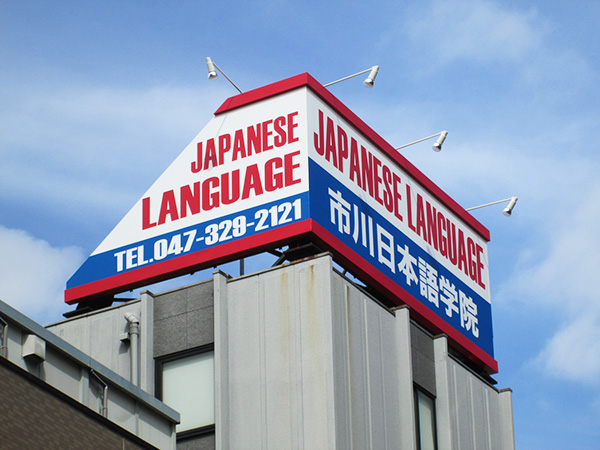 JAPANESE
LANGUAGE
TEL.047-329-2121
JAPANESE LANGUAGE
市川日本語学院